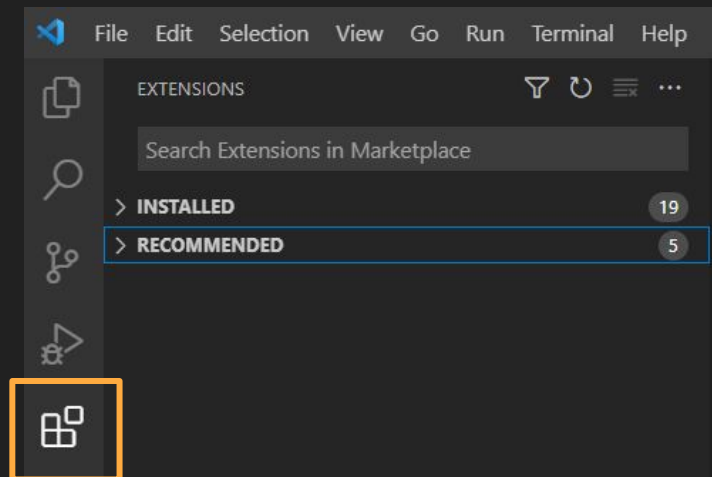 File Edit Selection View Go Run Terminal Help
EXTENSIONS
Search Extensions in Marketplace
INSTALLED 19
RECOMMENDED 5